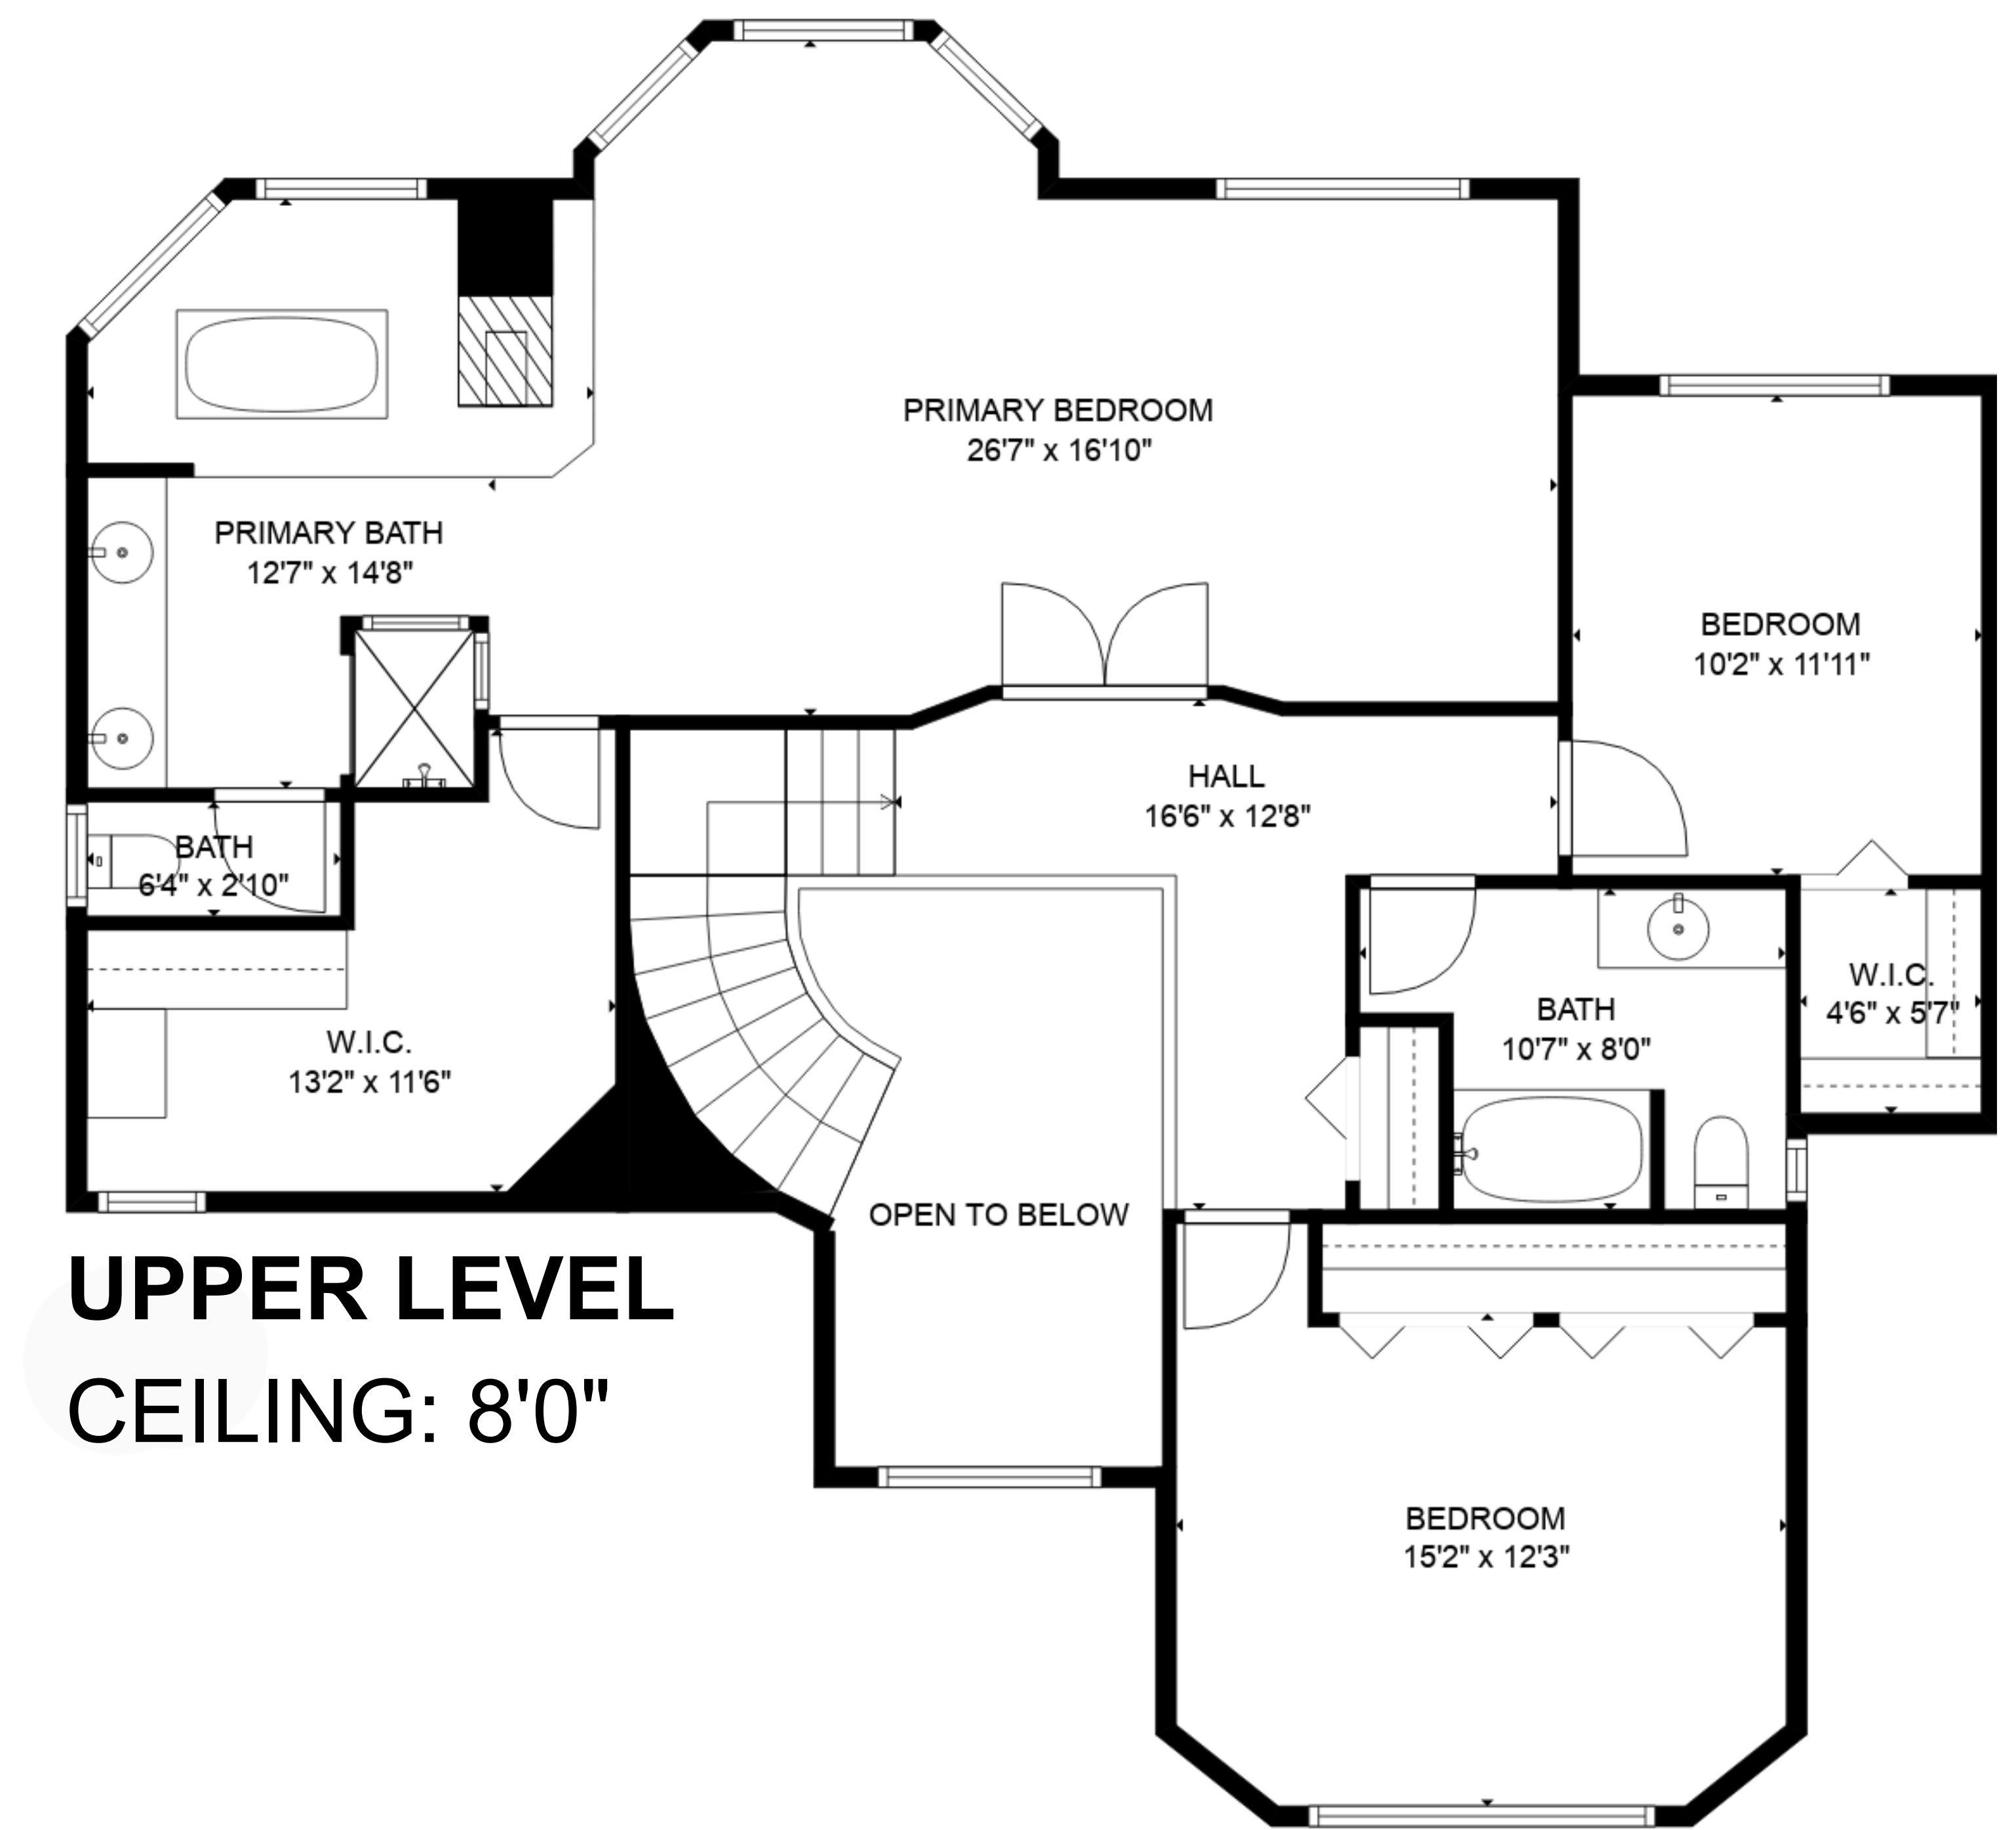 PRIMARY BEDROOM
26'7" x 16'10"
PRIMARY BATH
12'7" x 14'8"
BEDROOM
10'2" x 11'11"
HALL
16'6" x 12'8"
BATH
6'4" x 2'10"
W.I.C.
13'2" x 11'6"
BATH
10'7" x 8'0"
W.I.C.
4'6" x 5'7"
OPEN TO BELOW
UPPER LEVEL
CEILING: 8'0"
BEDROOM
15'2" x 12'3"